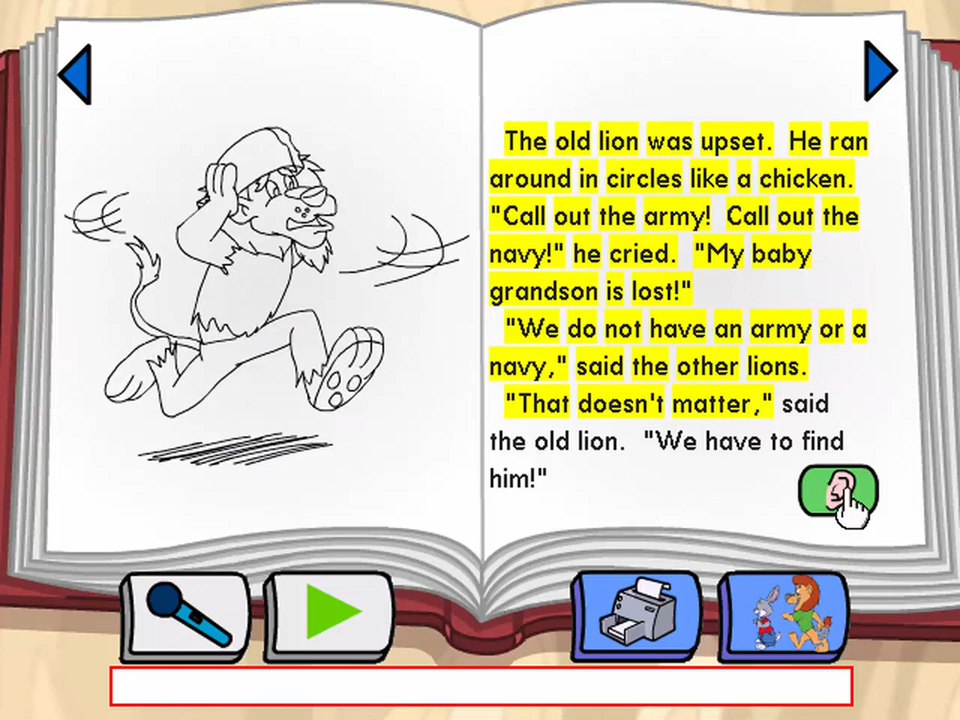 The old lion was upset.  He ran
around in circles like a chicken.
"Call out the army!  Call out the
navy!" he cried.  "My baby
grandson is lost!"
"We do not have an army or a
navy," said the other lions.
"That doesn't matter," said
the old lion.  "We have to find
him!"